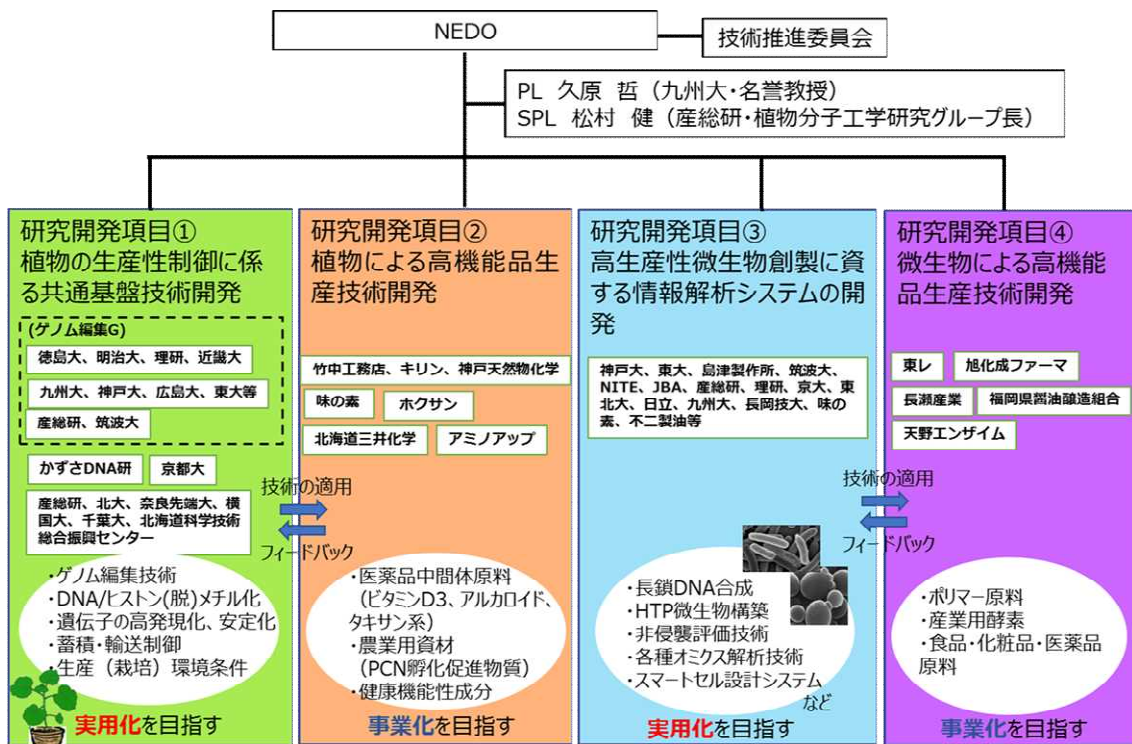 NEDO
技術推進委員会
PL 久原 哲（九州大・名誉教授）
SPL 松村 健（産総研・植物分子工学研究グループ長）
研究開発項目①
植物の生産性制御に係
る共通基盤技術開発
(ゲノム編集G)
徳島大、明治大、理研、近畿大
九州大、神戸大、広島大、東大等
産総研、筑波大
かずさDNA研
京都大
産総研、北大、奈良先端大、横
国大、千葉大、北海道科学技術
総合振興センター
・ゲノム編集技術
・DNA/ヒストン(脱)メチル化
・遺伝子の高発現化、安定化
・蓄積・輸送制御
・生産（栽培）環境条件
実用化を目指す
技術の適用
フィードバック
研究開発項目②
植物による高機能品生
産技術開発
竹中工務店、キリン、神戸天然物化学
味の素
ホクサン
北海道三井化学
アミノアップ
・医薬品中間体原料
（ビタミンD3、アルカロイド、
タキサン系）
・農業用資材
（PCN孵化促進物質）
・健康機能性成分
事業化を目指す
研究開発項目③
高生産性微生物創製に資
する情報解析システムの開
発
神戸大、東大、島津製作所、筑波大、
NITE、JBA、産総研、理研、京大、東
北大、日立、九州大、長岡技大、味の
素、不二製油等
・長鎖DNA合成
・HTP微生物構築
・非侵襲評価技術
・各種オミクス解析技術
・スマートセル設計システム
など
実用化を目指す
技術の適用
フィードバック
研究開発項目④
微生物による高機能
品生産技術開発
東レ
旭化成ファーマ
長瀬産業
福岡県醤油醸造組合
天野エンザイム
・ポリマー原料
・産業用酵素
・食品・化粧品・医薬品
原料
事業化を目指す